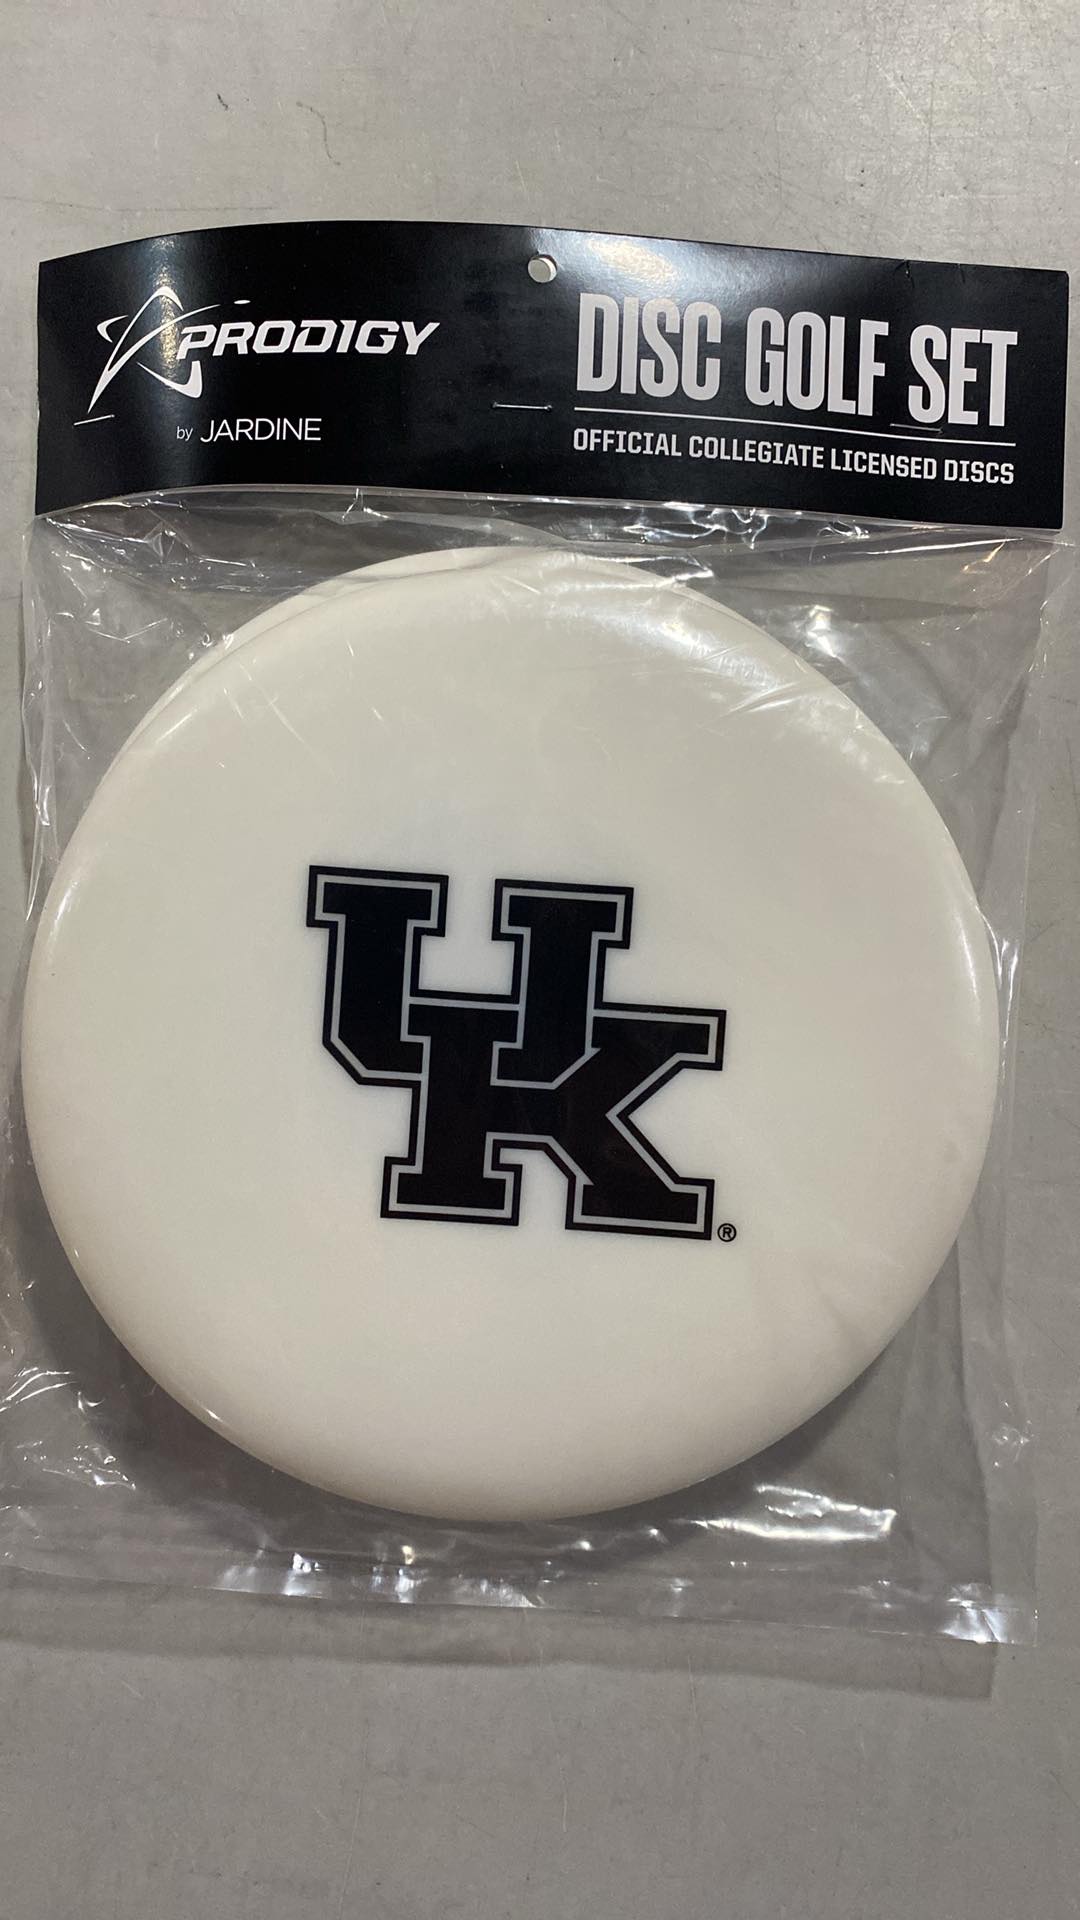 PRODIGY
by JARDINE
DISC GOLF SET
OFFICIAL COLLEGIATE LICENSED DISCS
UK®